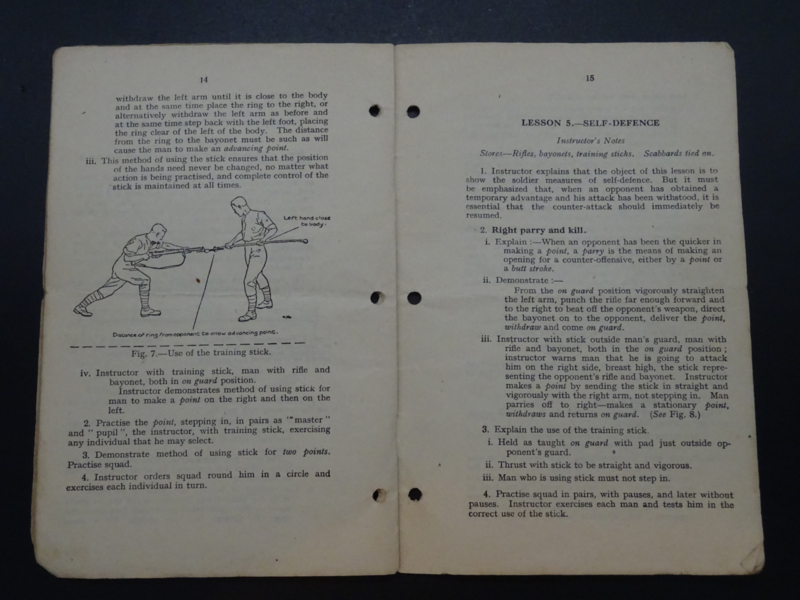 14
withdraw the left arm until it is close to the body
and at the same time place the ring to the right, or
alternatively withdraw the left arm as before and
at the same time step back with the left foot, placing
the ring clear of the left of the body. The distance
from the ring to the bayonet must be such as will
cause the man to make an advancing point.
iii. This method of using the stick ensures that the position
of the hands need never be changed, no matter what
action is being practised, and complete control of the
stick is maintained at all times.
Left hand close
to body.
Distance of ring from opponent to allow advancing point.
Fig. 7.—Use of the training stick.
iv. Instructor with training stick, man with rifle and
bayonet, both in on guard position.
Instructor demonstrates method of using stick for
man to make a point on the right and then on the
left.
2. Practise the point, stepping in, in pairs as "master"
and "pupil", the instructor, with training stick, exercising
any individual that he may select.
3. Demonstrate method of using stick for two points.
Practise squad.
4. Instructor orders squad round him in a circle and
exercises each individual in turn.
15
LESSON 5.—SELF-DEFENCE
Instructor's Notes
Stores—Rifles, bayonets, training sticks. Scabbards tied on.
1. Instructor explains that the object of this lesson is to
show the soldier measures of self-defence. But it must
be emphasized that, when an opponent has obtained a
temporary advantage and his attack has been withstood, it is
essential that the counter-attack should immediately be
resumed.
2. Right parry and kill.
i. Explain :—When an opponent has been the quicker in
making a point, a parry is the means of making an
opening for a counter-offensive, either by a point or
a butt stroke.
ii. Demonstrate :—
From the on guard position vigorously straighten
the left arm, punch the rifle far enough forward and
to the right to beat off the opponent's weapon, direct
the bayonet on to the opponent, deliver the point,
withdraw and come on guard.
iii. Instructor with stick outside man's guard, man with
rifle and bayonet, both in the on guard position ;
instructor warns man that he is going to attack
him on the right side, breast high, the stick repre-
senting the opponent's rifle and bayonet. Instructor
makes a point by sending the stick in straight and
vigorously with the right arm, not stepping in. Man
parries off to right—makes a stationary point,
withdraws and returns on guard. (See Fig. 8.)
3. Explain the use of the training stick.
i. Held as taught on guard with pad just outside op-
ponent's guard.
ii. Thrust with stick to be straight and vigorous.
iii. Man who is using stick must not step in.
4. Practise squad in pairs, with pauses, and later without
pauses. Instructor exercises each man and tests him in the
correct use of the stick.